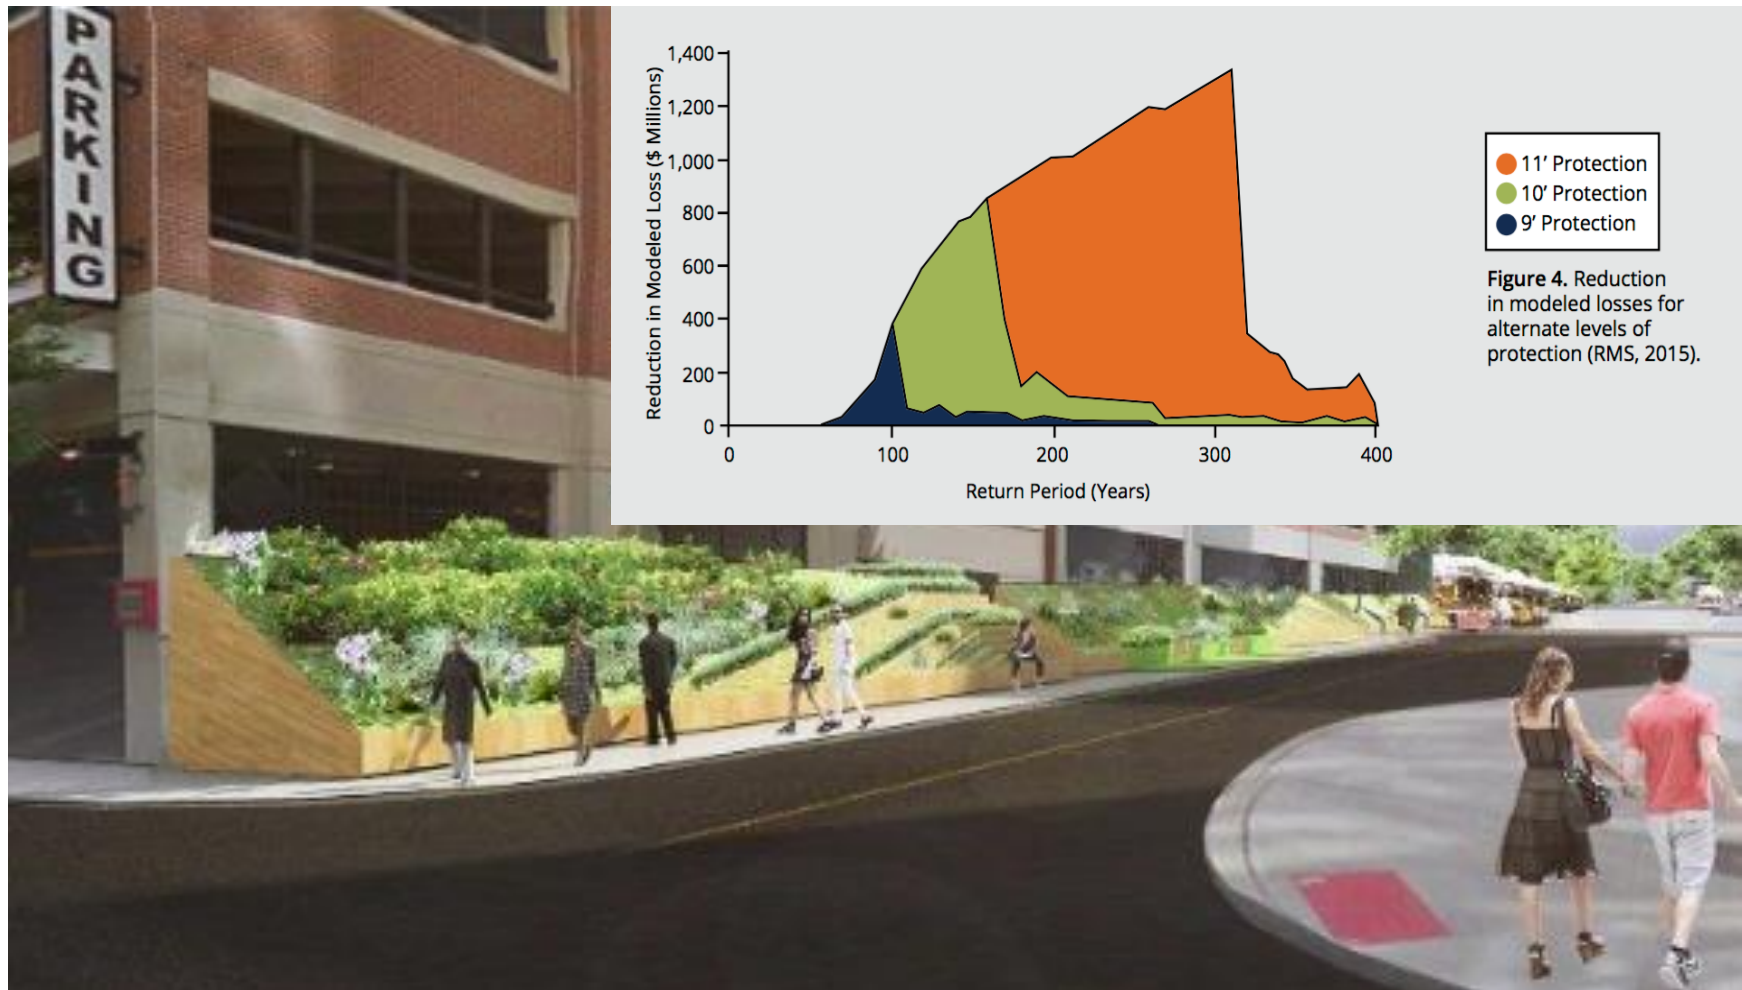 PARKING
1,400
1,200
1,000
800
600
400
200
0
Reduction in Modeled Loss ($ Millions)
0 100 200 300 400
Return Period (Years)
11’ Protection
10’ Protection
9’ Protection
Figure 4. Reduction
in modeled losses for
alternate levels of
protection (RMS, 2015).